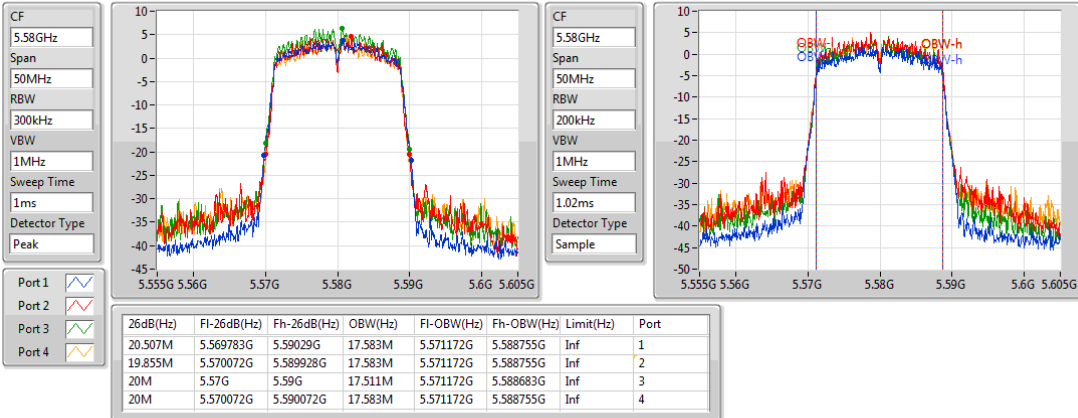 CF
5.58GHz
Span
50MHz
RBW
300kHz
VBW
1MHz
Sweep Time
1ms
Detector Type
Peak
10
5
0
-5
-10
-15
-20
-25
-30
-35
-40
-45
5.555G 5.56G 5.57G 5.58G 5.59G 5.6G 5.605G
CF
5.58GHz
Span
50MHz
RBW
200kHz
VBW
1MHz
Sweep Time
1.02ms
Detector Type
Sample
10
5
0
-5
-10
-15
-20
-25
-30
-35
-40
-45
-50
OBW-h
OBW-h
5.555G 5.56G 5.57G 5.58G 5.59G 5.6G 5.605G
Port 1
Port 2
Port 3
Port 4
26dB(Hz) Fl-26dB(Hz) Fh-26dB(Hz) OBW(Hz) Fl-OBW(Hz) Fh-OBW(Hz) Limit(Hz) Port
20.507M 5.569783G 5.59029G 17.583M 5.571172G 5.588755G Inf 1
19.855M 5.570072G 5.589928G 17.583M 5.571172G 5.588755G Inf 2
20M 5.57G 5.59G 17.511M 5.571172G 5.588683G Inf 3
20M 5.570072G 5.590072G 17.583M 5.571172G 5.588755G Inf 4